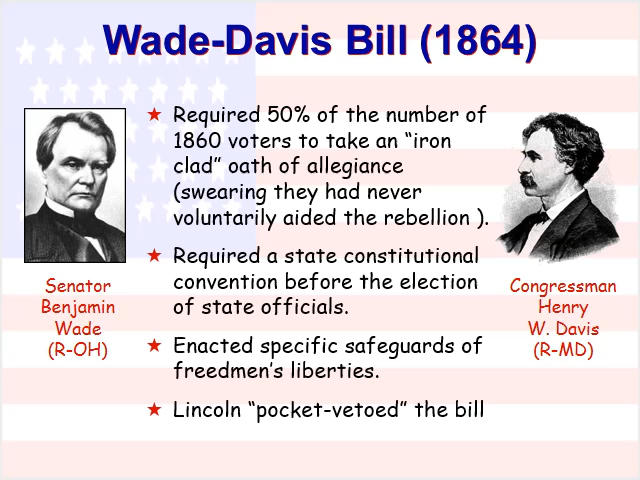 Wade-Davis Bill (1864)
★ Required 50% of the number of
1860 voters to take an “iron
clad” oath of allegiance
(swearing they had never
voluntarily aided the rebellion ).
★ Required a state constitutional
convention before the election
of state officials.
★ Enacted specific safeguards of
freedmen’s liberties.
★ Lincoln “pocket-vetoed” the bill
Senator
Benjamin
Wade
(R-OH)
Congressman
Henry
W. Davis
(R-MD)